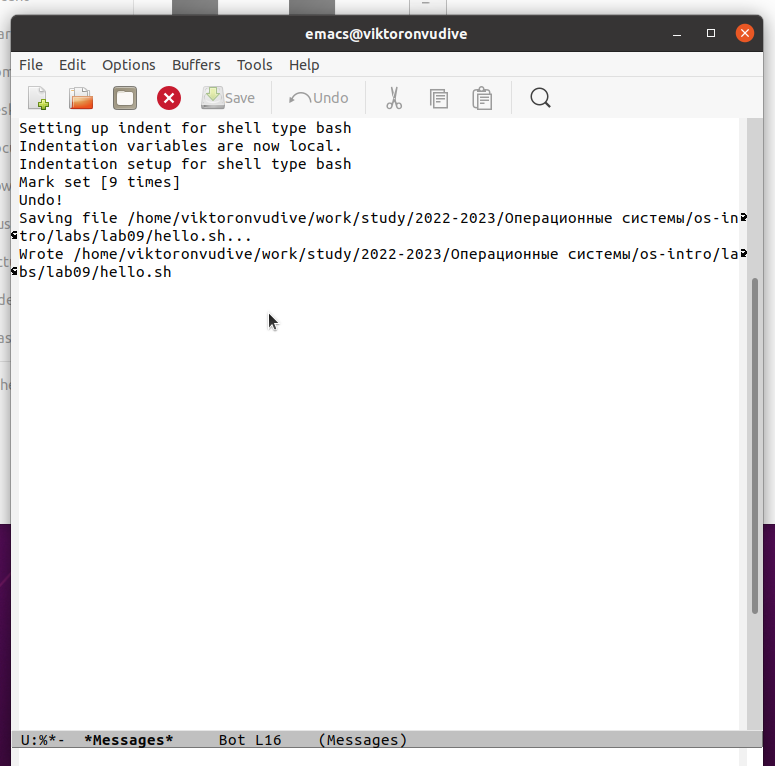 emacs@viktoronvudive
File Edit Options Buffers Tools Help
Save Undo
Setting up indent for shell type bash
Indentation variables are now local.
Indentation setup for shell type bash
Mark set [9 times]
Undo!
Saving file /home/viktoronvudive/work/study/2022-2023/Операционные системы/os-in
tro/labs/lab09/hello.sh...
Wrote /home/viktoronvudive/work/study/2022-2023/Операционные системы/os-intro/la
bs/lab09/hello.sh
U:%*- *Messages* Bot L16 (Messages)